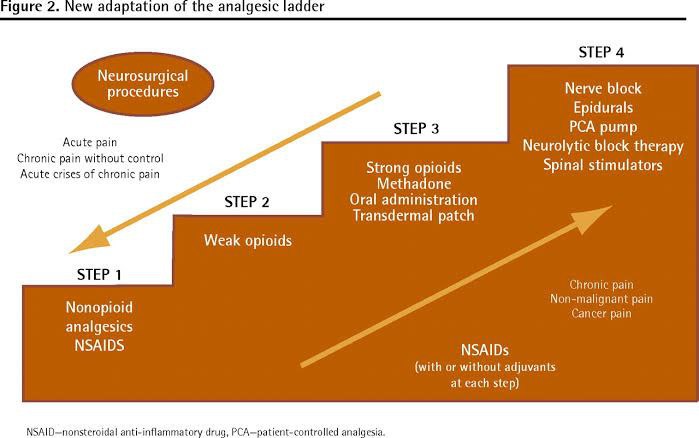 Figure 2. New adaptation of the analgesic ladder
Neurosurgical
procedures
Acute pain
Chronic pain without control
Acute crises of chronic pain
STEP 1
Nonopioid
analgesics
NSAIDS
STEP 2
Weak opioids
STEP 3
Strong opioids
Methadone
Oral administration
Transdermal patch
STEP 4
Nerve block
Epidurals
PCA pump
Neurolytic block therapy
Spinal stimulators
Chronic pain
Non-malignant pain
Cancer pain
NSAIDs
(with or without adjuvants
at each step)
NSAID—nonsteroidal anti-inflammatory drug, PCA—patient-controlled analgesia.